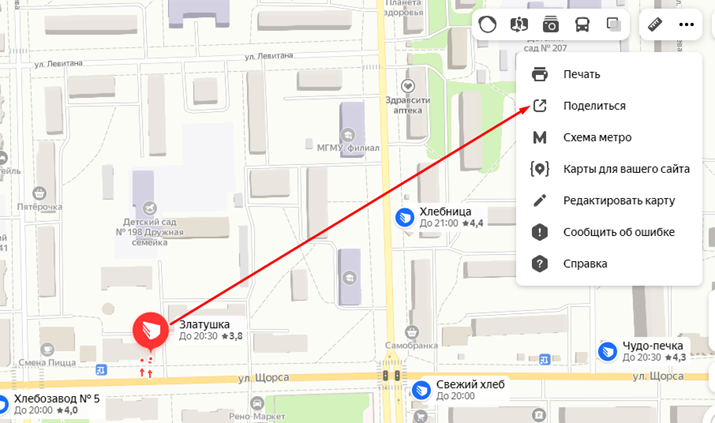 Планета
здоровья
Детский
сад № 207
ул. Левитана
ул. Левитана
Печать
Здравсити
аптека
Поделиться
МГМУ, филиал
Схема метро
Карты для вашего сайта
Пятёрочка
Редактировать карту
Хлебница
До 21:00 ★4,4
Детский сад
№ 198 Дружная
семейка
Сообщить об ошибке
Справка
Златушка
До 20:30 ★3,8
Смена Пицца
Самобранка
Чудо-печка
До 20:30 ★4,3
ул. Щорса
ул. Щорса
Свежий хлеб
До 20:00
Хлебозавод № 5
До 20:00 ★4,0
Рено-Маркет